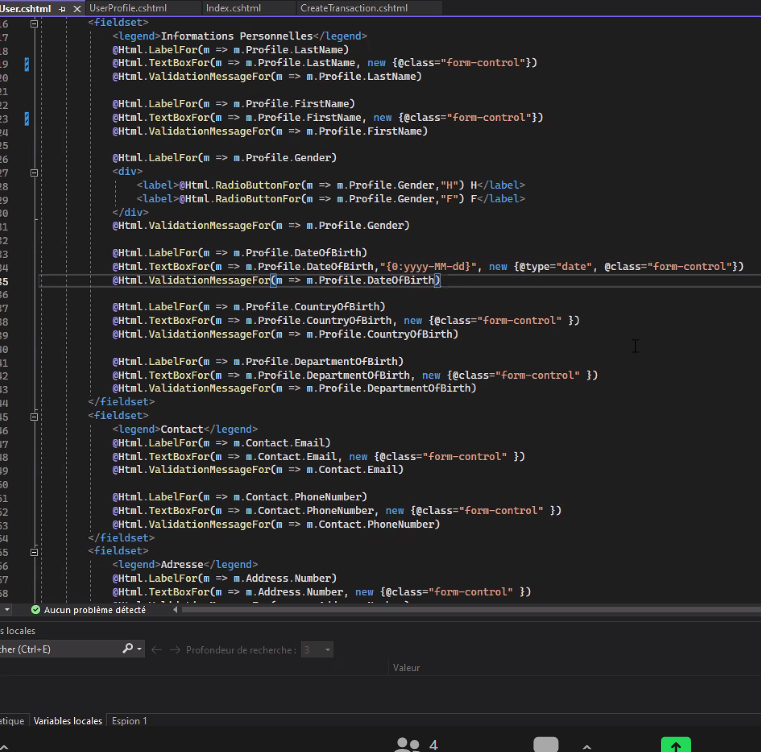 User.cshtml UserProfile.cshtml Index.cshtml CreateTransaction.cshtml
16 <fieldset>
17 <legend>Informations Personnelles</legend>
18 @Html.LabelFor(m => m.Profile.LastName)
19 @Html.TextBoxFor(m => m.Profile.LastName, new {@class="form-control"})
20 @Html.ValidationMessageFor(m => m.Profile.LastName)
21
22 @Html.LabelFor(m => m.Profile.FirstName)
23 @Html.TextBoxFor(m => m.Profile.FirstName, new {@class="form-control"})
24 @Html.ValidationMessageFor(m => m.Profile.FirstName)
25
26 @Html.LabelFor(m => m.Profile.Gender)
27 <div>
28 <label>@Html.RadioButtonFor(m => m.Profile.Gender,"H") H</label>
29 <label>@Html.RadioButtonFor(m => m.Profile.Gender,"F") F</label>
30 </div>
31 @Html.ValidationMessageFor(m => m.Profile.Gender)
32
33 @Html.LabelFor(m => m.Profile.DateOfBirth)
34 @Html.TextBoxFor(m => m.Profile.DateOfBirth,"{0:yyyy-MM-dd}", new {@type="date", @class="form-control"})
35 @Html.ValidationMessageFor(m => m.Profile.DateOfBirth)
36
37 @Html.LabelFor(m => m.Profile.CountryOfBirth)
38 @Html.TextBoxFor(m => m.Profile.CountryOfBirth, new {@class="form-control" })
39 @Html.ValidationMessageFor(m => m.Profile.CountryOfBirth)
40
41 @Html.LabelFor(m => m.Profile.DepartmentOfBirth)
42 @Html.TextBoxFor(m => m.Profile.DepartmentOfBirth, new {@class="form-control" })
43 @Html.ValidationMessageFor(m => m.Profile.DepartmentOfBirth)
44 </fieldset>
45 <fieldset>
46 <legend>Contact</legend>
47 @Html.LabelFor(m => m.Contact.Email)
48 @Html.TextBoxFor(m => m.Contact.Email, new {@class="form-control" })
49 @Html.ValidationMessageFor(m => m.Contact.Email)
50
51 @Html.LabelFor(m => m.Contact.PhoneNumber)
52 @Html.TextBoxFor(m => m.Contact.PhoneNumber, new {@class="form-control" })
53 @Html.ValidationMessageFor(m => m.Contact.PhoneNumber)
54 </fieldset>
55 <fieldset>
56 <legend>Adresse</legend>
57 @Html.LabelFor(m => m.Address.Number)
58 @Html.TextBoxFor(m => m.Address.Number, new {@class="form-control" })
Aucun problème détecté
s locales
cher (Ctrl+E) Profondeur de recherche : 3
Valeur
atique Variables locales Espion 1
4